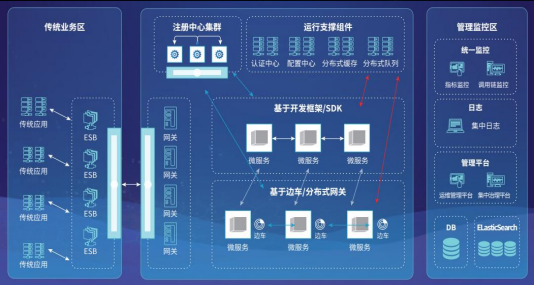 传统业务区
传统应用
传统应用
传统应用
传统应用
ESB
ESB
ESB
ESB
网关
网关
网关
网关
注册中心集群
运行支撑组件
认证中心 配置中心 分布式缓存 分布式队列
基于开发框架/SDK
微服务 微服务 微服务
基于边车/分布式网关
微服务 边车 微服务 边车 微服务 边车
管理监控区
统一监控
指标监控 调用链监控
日志
集中日志
管理平台
运维管理平台 集中治理平台
DB
ELasticSearch